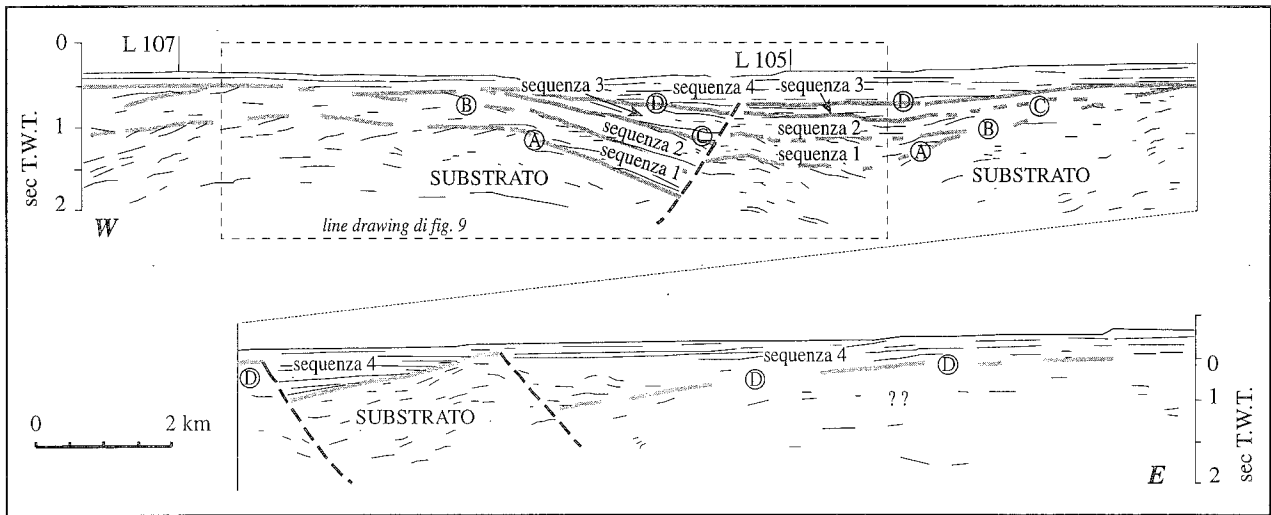 0
L 107
L 105
sequenza 3
D
sequenza 4
sequenza 3
D
B
C
C
B
1
A
sequenza 2
sequenza 2
A
sequenza 1
sequenza 1
SUBSTRATO
SUBSTRATO
sec T.W.T.
2
W
line drawing di fig. 9
sequenza 4
sequenza 4
0
D
D
D
SUBSTRATO
? ?
1
0
2 km
E
2
sec T.W.T.